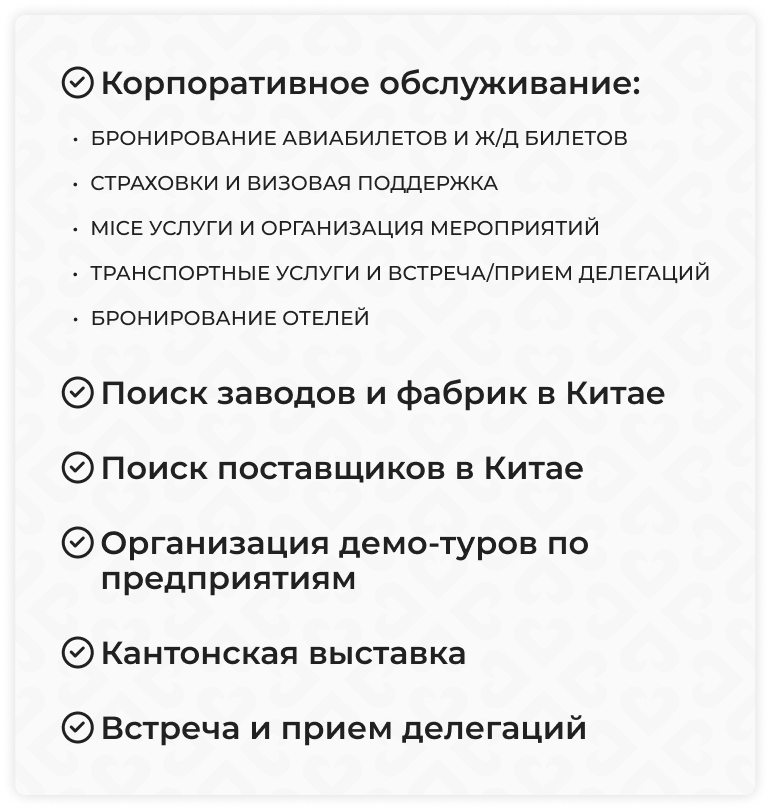 Корпоративное обслуживание:
• БРОНИРОВАНИЕ АВИАБИЛЕТОВ И Ж/Д БИЛЕТОВ
• СТРАХОВКИ И ВИЗОВАЯ ПОДДЕРЖКА
• MICE УСЛУГИ И ОРГАНИЗАЦИЯ МЕРОПРИЯТИЙ
• ТРАНСПОРТНЫЕ УСЛУГИ И ВСТРЕЧА/ПРИЕМ ДЕЛЕГАЦИЙ
• БРОНИРОВАНИЕ ОТЕЛЕЙ
Поиск заводов и фабрик в Китае
Поиск поставщиков в Китае
Организация демо-туров по
предприятиям
Кантонская выставка
Встреча и прием делегаций